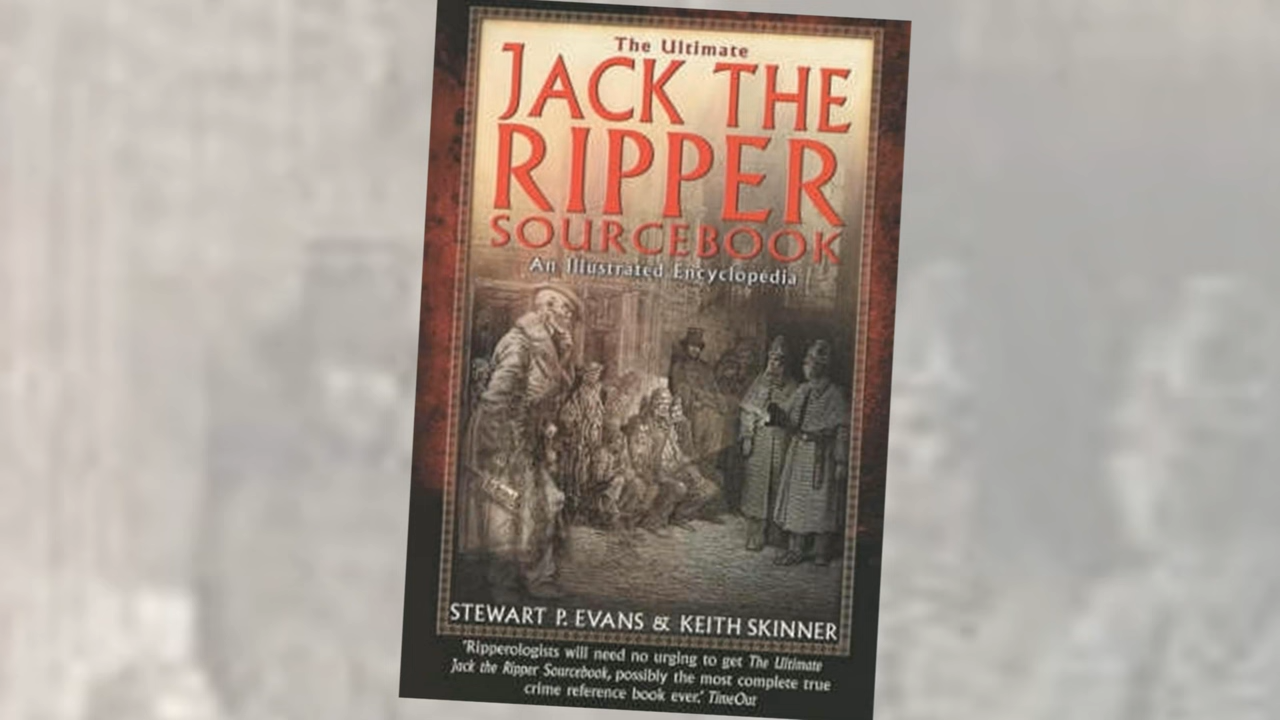 The Ultimate
JACK THE
RIPPER
SOURCEBOOK
An Illustrated Encyclopedia
STEWART P. EVANS & KEITH SKINNER
'Ripperologists will need no urging to get The Ultimate
Jack the Ripper Sourcebook, possibly the most complete true
crime reference book ever.' TimeOut